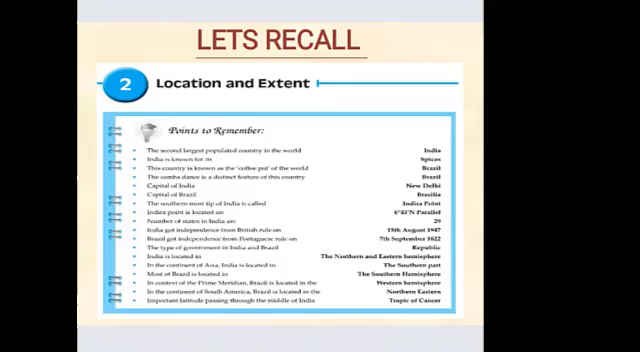 LETS RECALL
2 Location and Extent
Points to Remember:
• The second largest populated country in the world India
• India is known for its Spices
• This country is known as the 'coffee pot' of the world Brazil
• The samba dance is a distinct feature of this country Brazil
• Capital of India New Delhi
• Capital of Brazil Brasilia
• The southern most tip of India is called Indira Point
• Indira point is located on 6°45'N Parallel
• Number of states in India are 29
• India got independence from British rule on 15th August 1947
• Brazil got independence from Portuguese rule on 7th September 1822
• The type of government in India and Brazil Republic
• India is located in The Northern and Eastern hemisphere
• In the continent of Asia, India is located in The Southern part
• Most of Brazil is located in The Southern Hemisphere
• In context of the Prime Meridian, Brazil is located in the Western hemisphere
• In the continent of South America, Brazil is located in the Northern Eastern
• Important latitude passing through the middle of India Tropic of Cancer